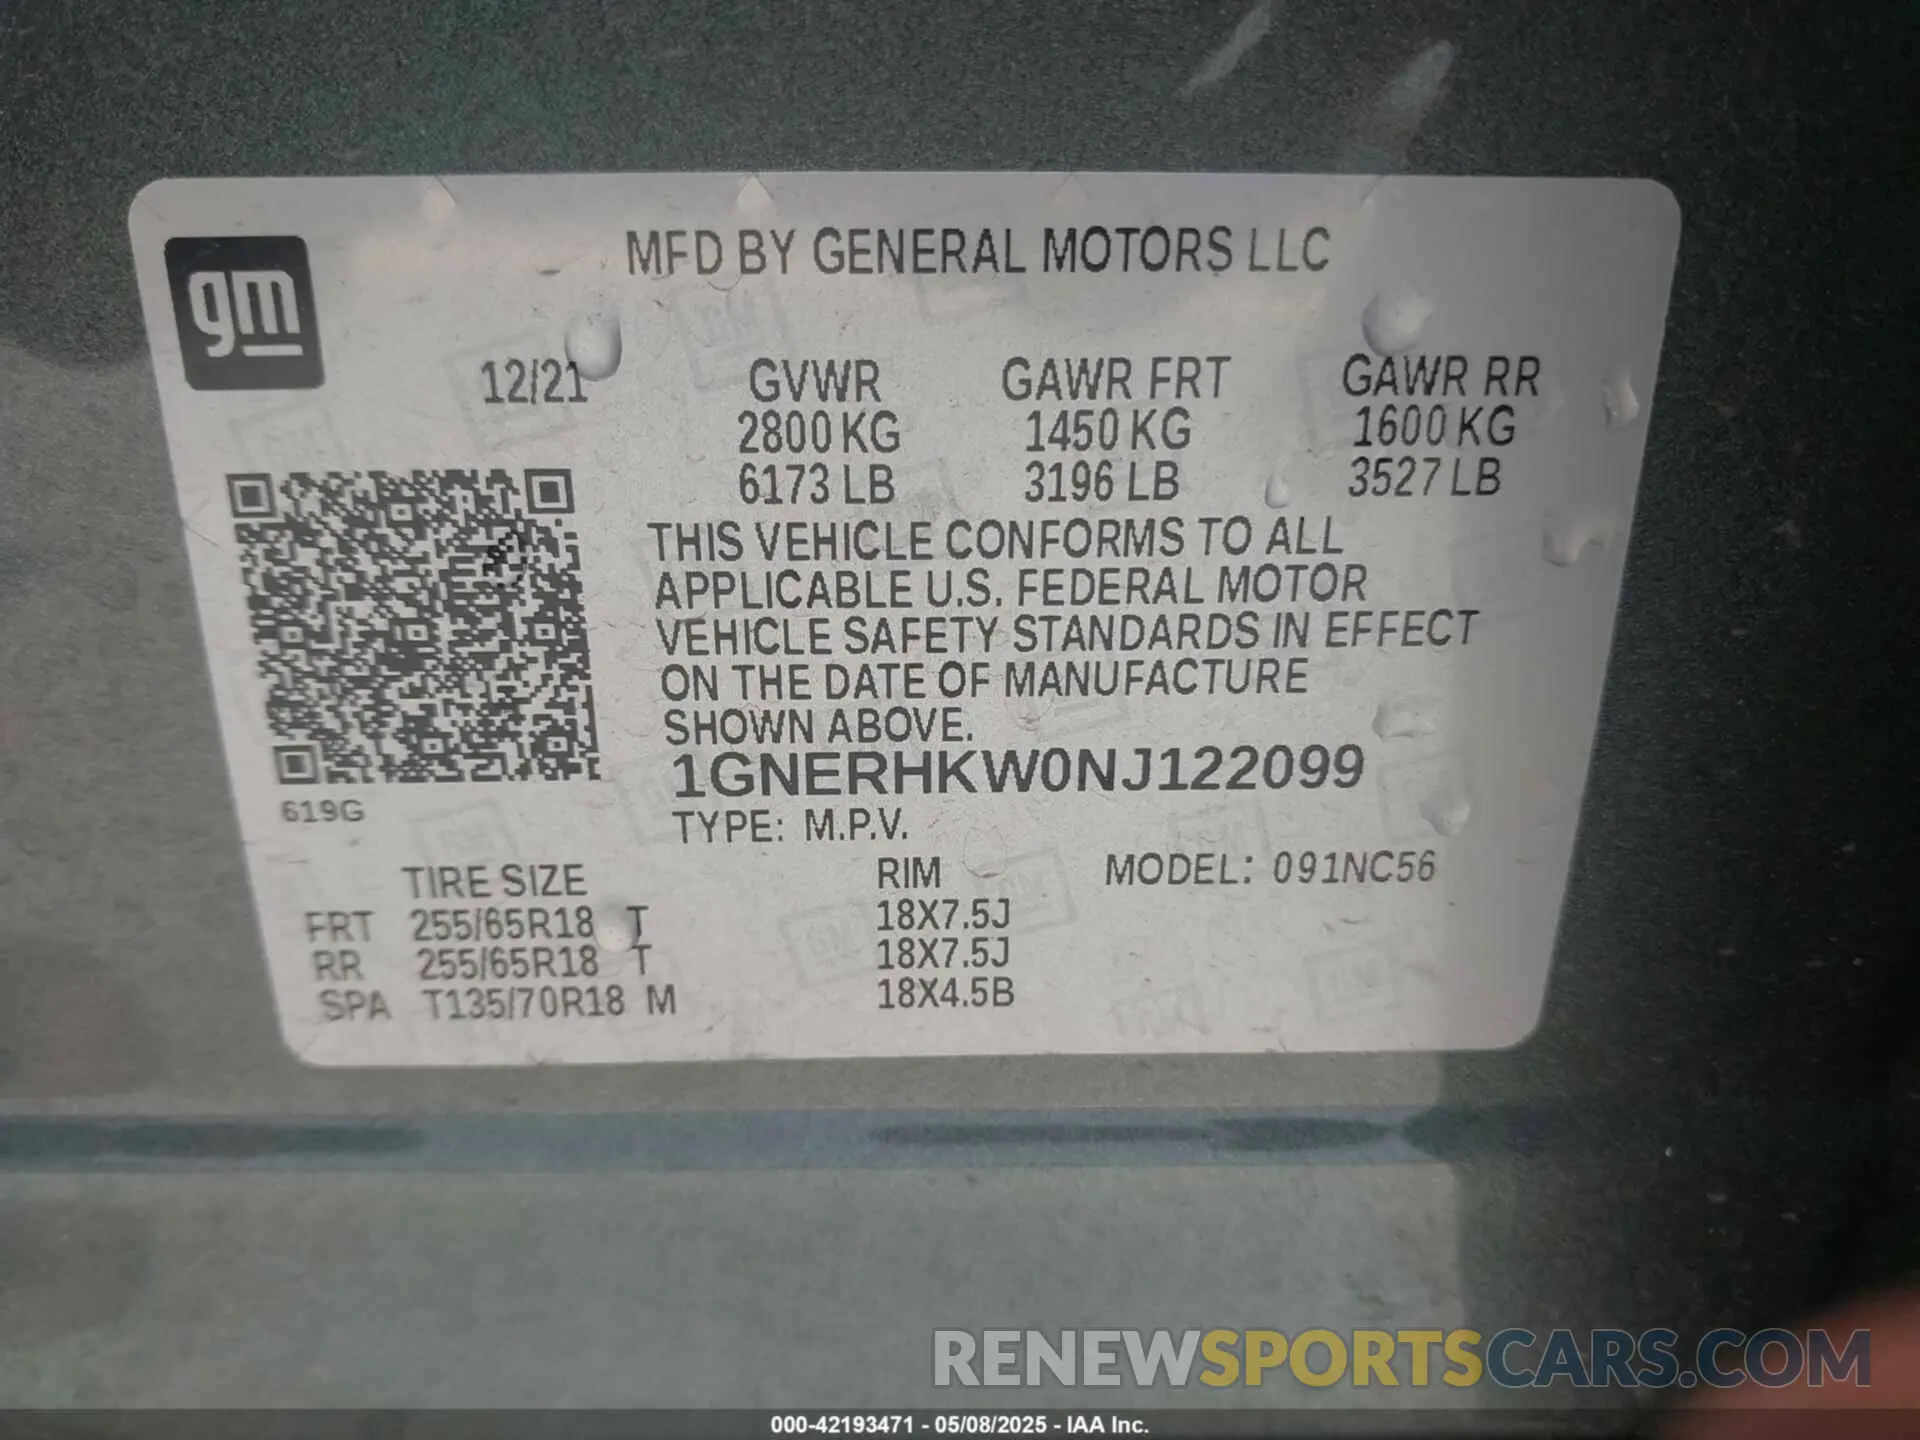 MFD BY GENERAL MOTORS LLC
gm
12/21 GVWR GAWR FRT GAWR RR
2800 KG 1450 KG 1600 KG
6173 LB 3196 LB 3527 LB
THIS VEHICLE CONFORMS TO ALL
APPLICABLE U.S. FEDERAL MOTOR
VEHICLE SAFETY STANDARDS IN EFFECT
ON THE DATE OF MANUFACTURE
SHOWN ABOVE.
1GNERHKW0NJ122099
619G
TYPE: M.P.V.
TIRE SIZE RIM MODEL: 091NC56
FRT 255/65R18 T 18X7.5J
RR 255/65R18 T 18X7.5J
SPA T135/70R18 M 18X4.5B
RENEWSPORTSCARS.COM
000-42193471 - 05/08/2025 - IAA Inc.